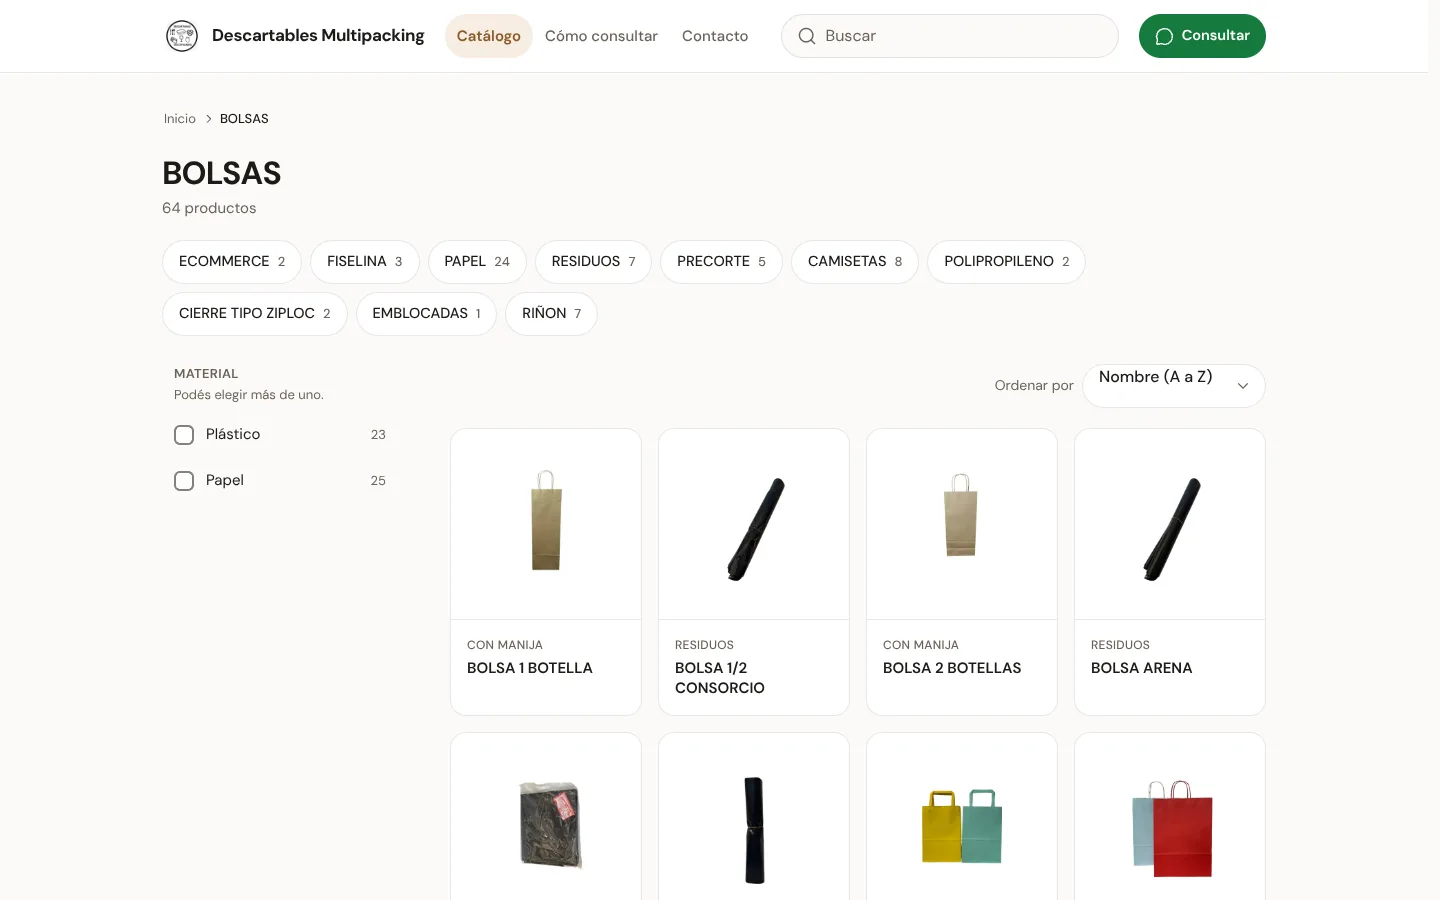 Descartables Multipacking
Catálogo
Cómo consultar
Contacto
Buscar
Consultar
Inicio > BOLSAS
BOLSAS
64 productos
ECOMMERCE 2
FISELINA 3
PAPEL 24
RESIDUOS 7
PRECORTE 5
CAMISETAS 8
POLIPROPILENO 2
CIERRE TIPO ZIPLOC 2
EMBLOCADAS 1
RIÑON 7
MATERIAL
Podés elegir más de uno.
Plástico 23
Papel 25
Ordenar por
Nombre (A a Z)
CON MANIJA
BOLSA 1 BOTELLA
RESIDUOS
BOLSA 1/2
CONSORCIO
CON MANIJA
BOLSA 2 BOTELLAS
RESIDUOS
BOLSA ARENA